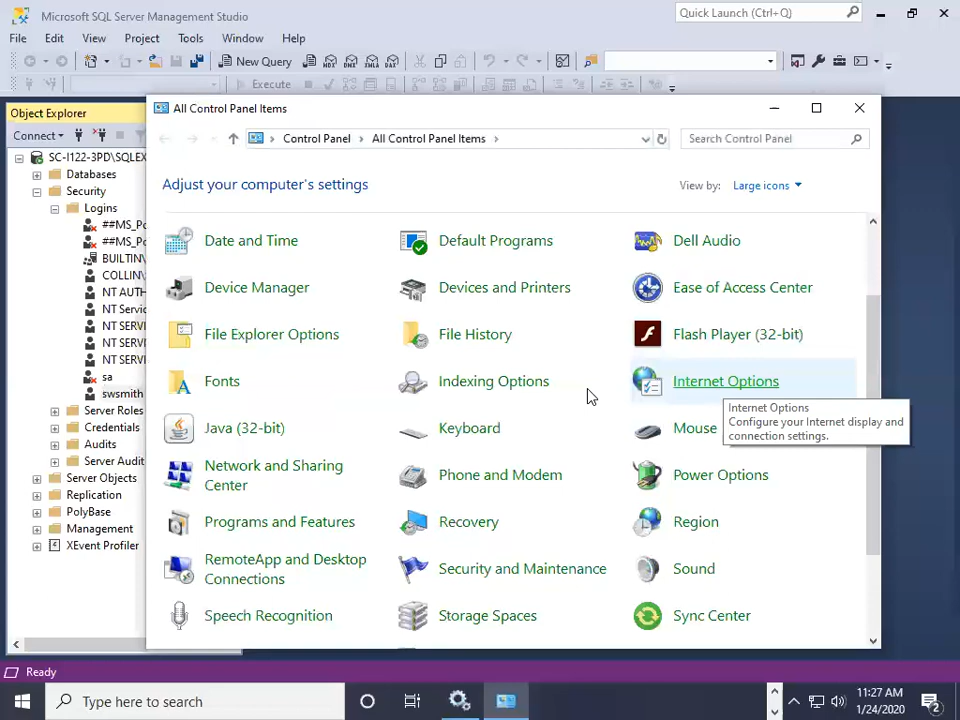 Microsoft SQL Server Management Studio
Quick Launch (Ctrl+Q)
File Edit View Project Tools Window Help
New Query
Execute
Object Explorer
Connect
SC-I122-3PD\SQLEX
Databases
Security
Logins
##MS_Po
##MS_Po
BUILTIN\
COLLIN\
NT AUTH
NT Servic
NT SERV
NT SERV
NT SERV
sa
swsmith
Server Roles
Credentials
Audits
Server Audit
Server Objects
Replication
PolyBase
Management
XEvent Profiler
All Control Panel Items
Control Panel All Control Panel Items
Search Control Panel
Adjust your computer's settings
View by: Large icons
Date and Time
Default Programs
Dell Audio
Device Manager
Devices and Printers
Ease of Access Center
File Explorer Options
File History
Flash Player (32-bit)
Fonts
Indexing Options
Internet Options
Internet Options
Configure your Internet display and
connection settings.
Java (32-bit)
Keyboard
Mouse
Network and Sharing
Center
Phone and Modem
Power Options
Programs and Features
Recovery
Region
RemoteApp and Desktop
Connections
Security and Maintenance
Sound
Speech Recognition
Storage Spaces
Sync Center
Ready
Type here to search
11:27 AM
1/24/2020
2